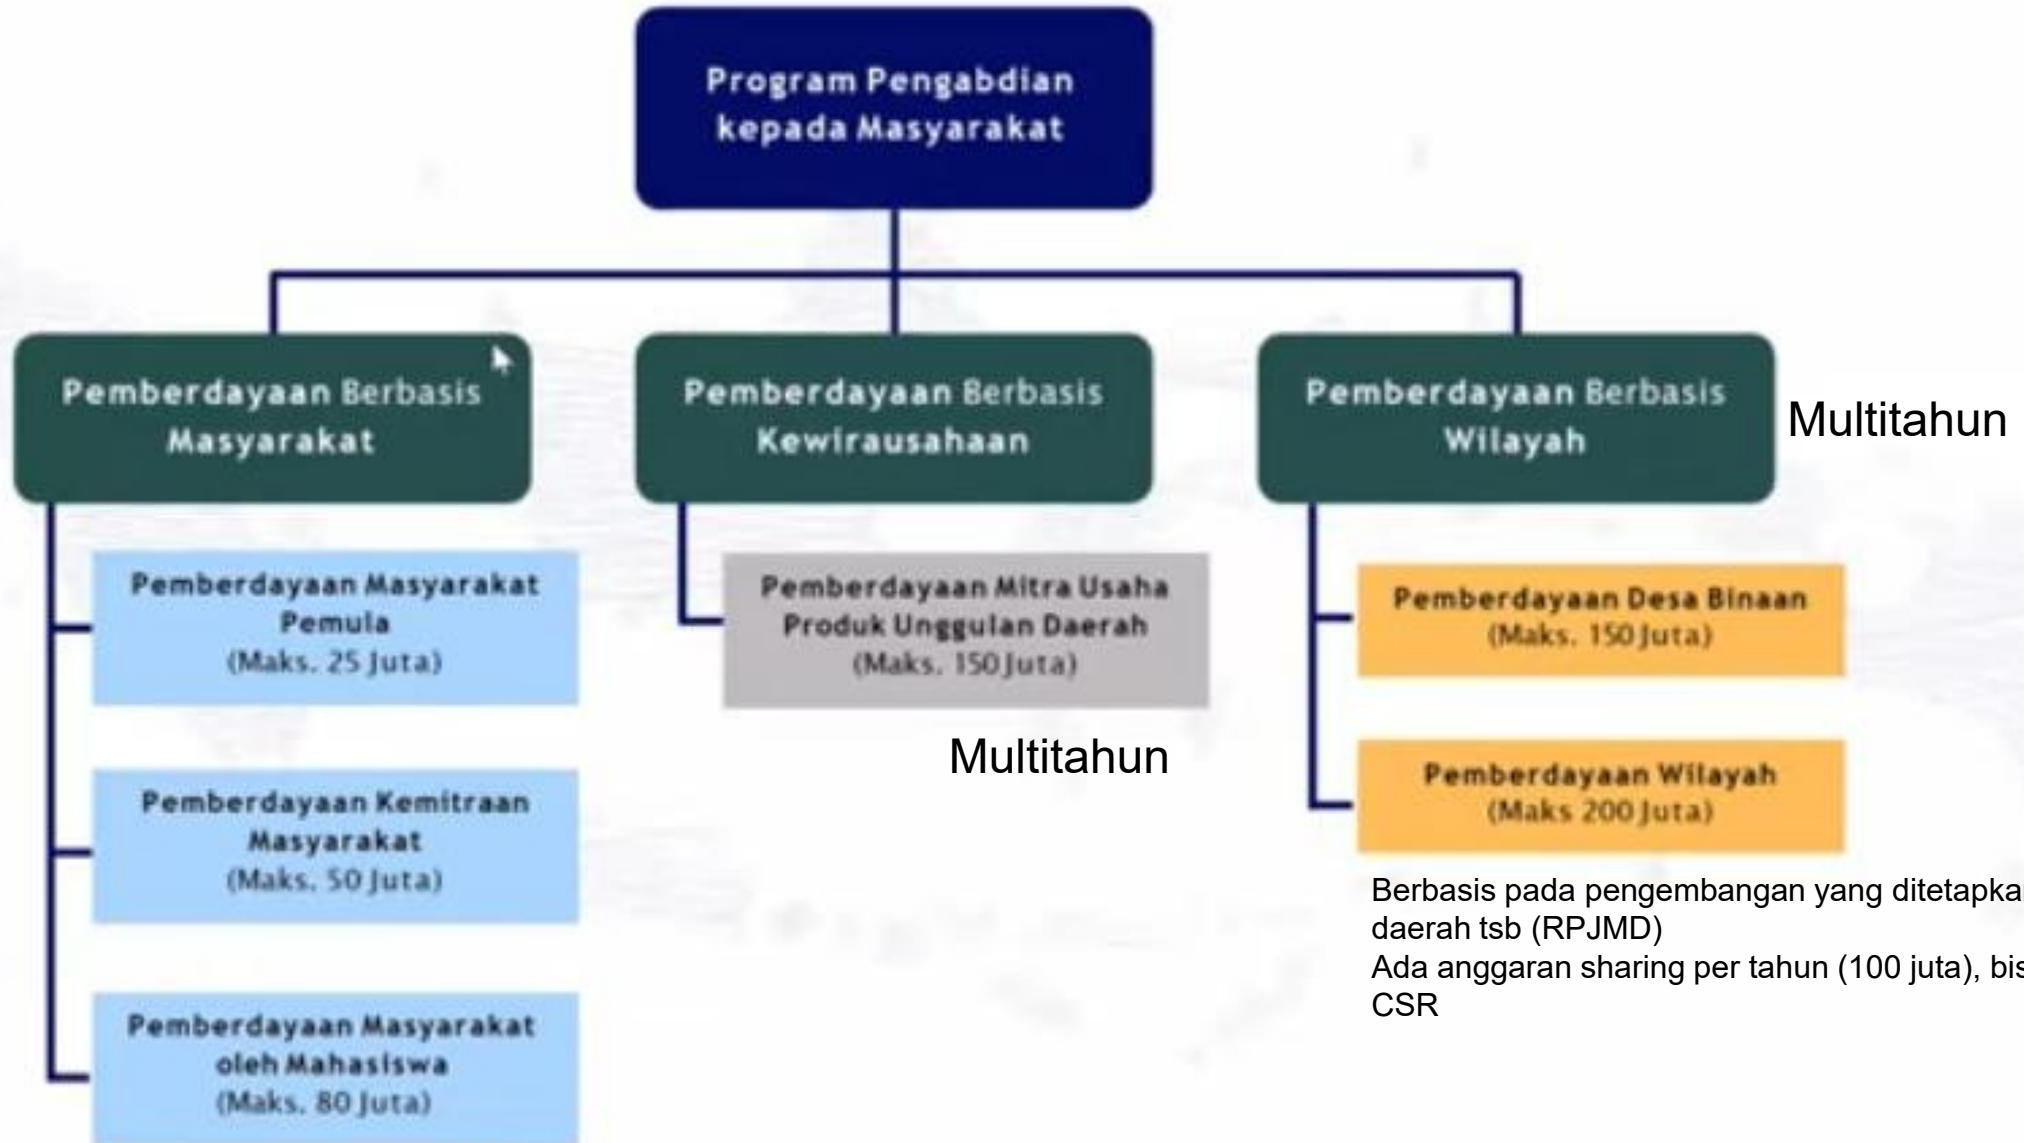 Program Pengabdian
kepada Masyarakat
Pemberdayaan Berbasis
Masyarakat
Pemberdayaan Masyarakat
Pemula
(Maks. 25 Juta)
Pemberdayaan Kemitraan
Masyarakat
(Maks. 50 Juta)
Pemberdayaan Masyarakat
oleh Mahasiswa
(Maks. 80 Juta)
Pemberdayaan Berbasis
Kewirausahaan
Pemberdayaan Mitra Usaha
Produk Unggulan Daerah
(Maks. 150 Juta)
Multitahun
Pemberdayaan Berbasis
Wilayah
Multitahun
Pemberdayaan Desa Binaan
(Maks. 150 Juta)
Pemberdayaan Wilayah
(Maks 200 Juta)
Berbasis pada pengembangan yang
daerah tsb (RPJMD)
Ada anggaran sharing per tahun (100 juta),
CSR